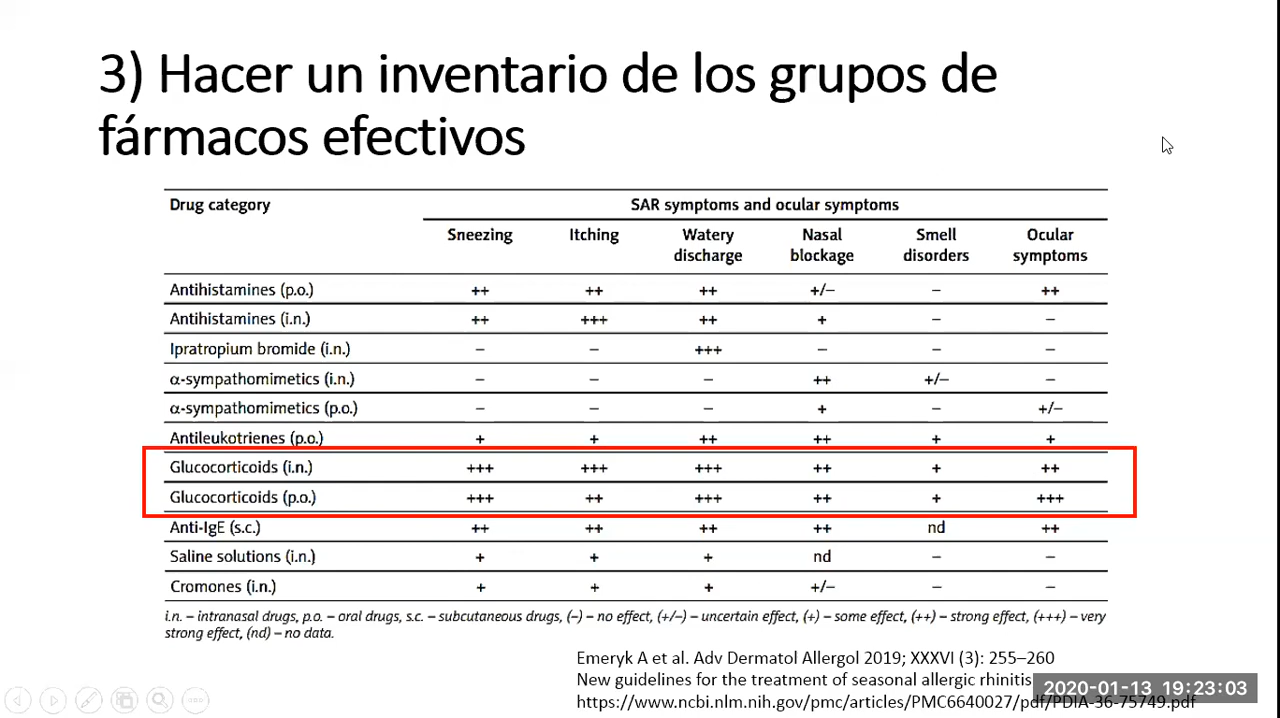 3) Hacer un inventario de los grupos de
fármacos efectivos
Drug category SAR symptoms and ocular symptoms
Sneezing Itching Watery discharge Nasal blockage Smell disorders Ocular symptoms
Antihistamines (p.o.) ++ ++ ++ +/– – ++
Antihistamines (i.n.) ++ +++ ++ + – –
Ipratropium bromide (i.n.) – – +++ – – –
α-sympathomimetics (i.n.) – – – ++ +/– –
α-sympathomimetics (p.o.) – – – + – +/–
Antileukotrienes (p.o.) + + ++ ++ + +
Glucocorticoids (i.n.) +++ +++ +++ ++ + ++
Glucocorticoids (p.o.) +++ ++ +++ ++ + +++
Anti-IgE (s.c.) ++ ++ ++ ++ nd ++
Saline solutions (i.n.) + + + nd – –
Cromones (i.n.) + + + +/– – –
i.n. – intranasal drugs, p.o. – oral drugs, s.c. – subcutaneous drugs, (–) – no effect, (+/–) – uncertain effect, (+) – some effect, (++) – strong effect, (+++) – very
strong effect, (nd) – no data.
Emeryk A et al. Adv Dermatol Allergol 2019; XXXVI (3): 255–260
New guidelines for the treatment of seasonal allergic rhinitis
https://www.ncbi.nlm.nih.gov/pmc/articles/PMC6640027/pdf/PDIA-36-75749.pdf
2020-01-13 19:23:03